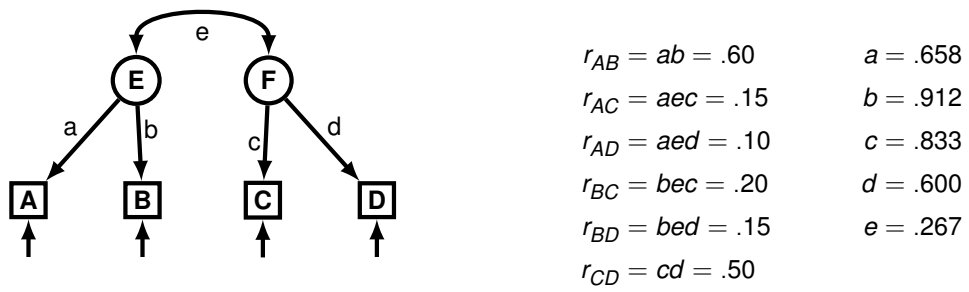 e
E F
a b c d
A B C D
r_AB = ab = .60 a = .658
r_AC = aec = .15 b = .912
r_AD = aed = .10 c = .833
r_BC = bec = .20 d = .600
r_BD = bed = .15 e = .267
r_CD = cd = .50